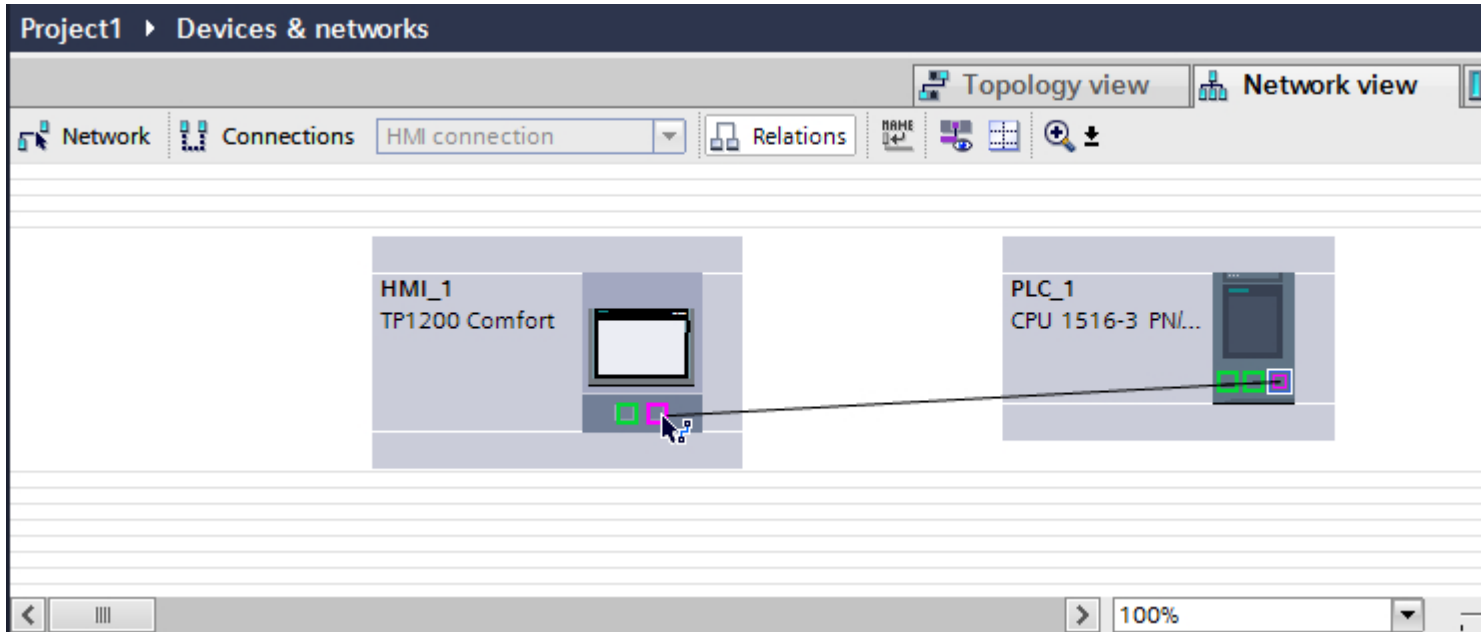 Project1 ▸ Devices & networks
Topology view Network view
Network Connections HMI connection Relations NAME
HMI_1
TP1200 Comfort
PLC_1
CPU 1516-3 PN/...
100%